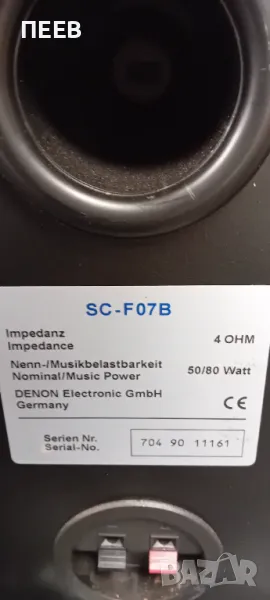 ПЕЕВ
SC-F07B
Impedanz
Impedance 4 OHM
Nenn-/Musikbelastbarkeit
Nominal/Music Power 50/80 Watt
DENON Electronic GmbH
Germany CE
Serien Nr.
Serial-No. 704 90 11161
bazar